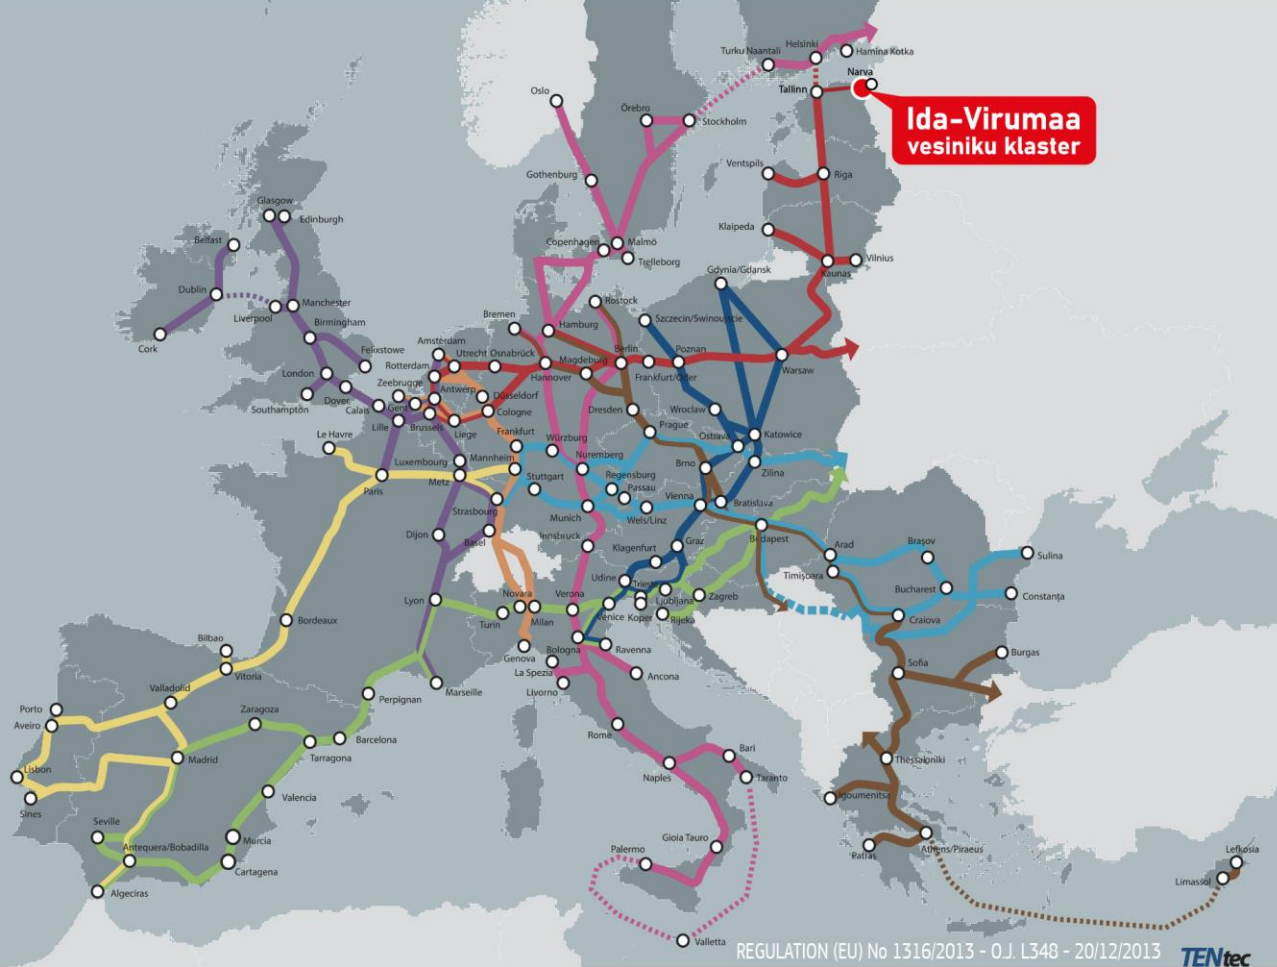 Helsinki
Turku Naantali
Hamina Kotka
Narva
Tallinn
Ida-Virumaa
vesiniku klaster
Oslo
Örebro
Stockholm
Ventspils
Riga
Gothenburg
Glasgow
Edinburgh
Klaipeda
Belfast
Copenhagen
Malmö
Trelleborg
Vilnius
Kaunas
Gdynia/Gdansk
Dublin
Liverpool
Manchester
Rostock
Birmingham
Bremen
Hamburg
Szczecin/Swinoujscie
Cork
Felixstowe
Amsterdam
Utrecht
Osnabrück
Magdeburg
Berlin
Poznan
Rotterdam
Hannover
Frankfurt/Oder
Warsaw
London
Zeebrugge
Antwerp
Düsseldorf
Southampton
Dover
Calais
Gent
Cologne
Dresden
Wroclaw
Lille
Brussels
Liege
Prague
Le Havre
Frankfurt
Würzburg
Ostrava
Katowice
Luxembourg
Mannheim
Nuremberg
Brno
Zilina
Paris
Metz
Stuttgart
Regensburg
Passau
Vienna
Bratislava
Strasbourg
Munich
Wels/Linz
Dijon
Basel
Innsbruck
Klagenfurt
Graz
Budapest
Arad
Braşov
Sulina
Timişoara
Udine
Trieste
Bucharest
Constanţa
Lyon
Novara
Verona
Ljubljana
Zagreb
Turin
Milan
Venice
Koper
Rijeka
Craiova
Bordeaux
Bilbao
Genova
Bologna
Ravenna
Burgas
Sofia
Vitoria
La Spezia
Ancona
Valladolid
Marseille
Livorno
Perpignan
Porto
Aveiro
Zaragoza
Rome
Barcelona
Tarragona
Madrid
Bari
Thessaloniki
Lisbon
Naples
Taranto
Valencia
Igoumenitsa
Sines
Seville
Murcia
Gioia Tauro
Antequera/Bobadilla
Palermo
Patras
Athens/Piraeus
Lefkosia
Cartagena
Limassol
Algeciras
Valletta
REGULATION (EU) No 1316/2013 - O.J. L348 - 20/12/2013
TENtec